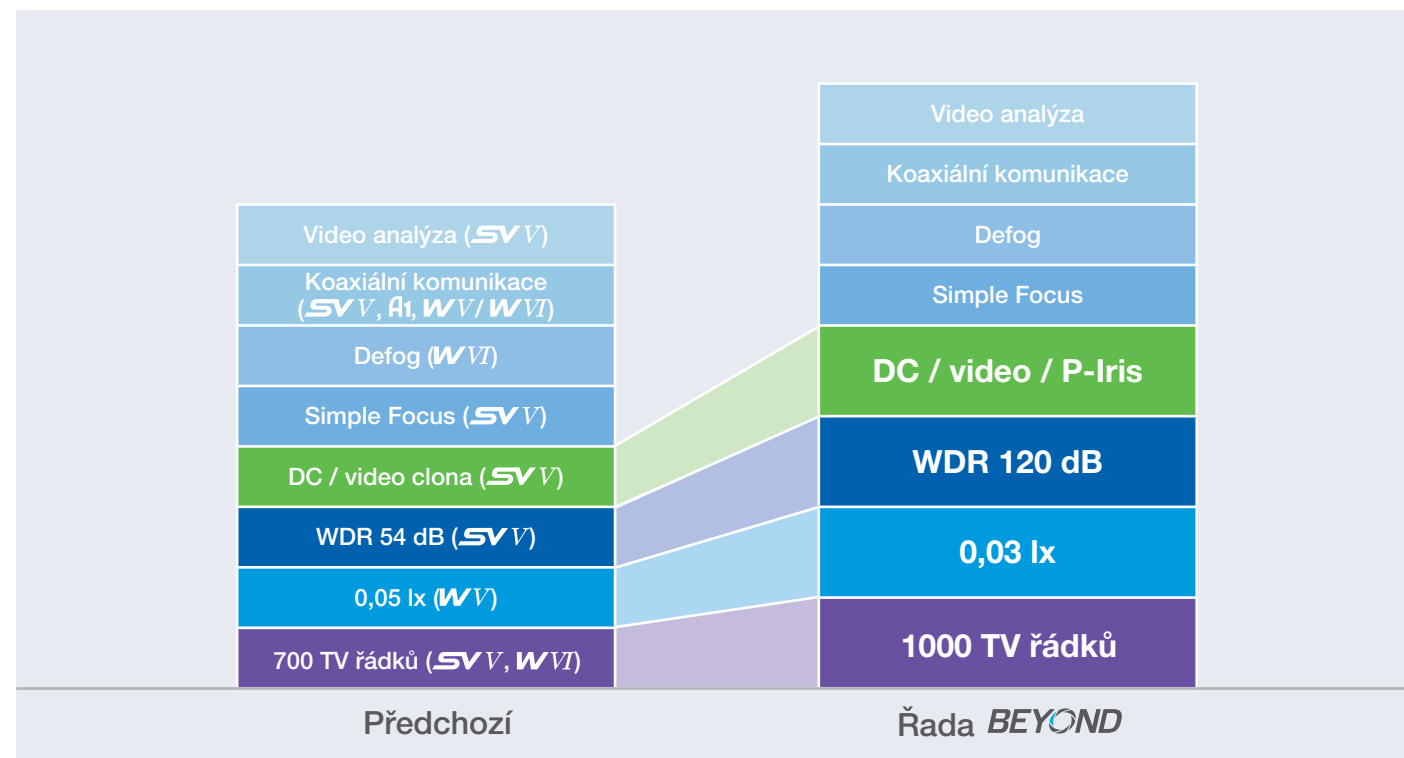 Video analýza (SV V)
Koaxiální komunikace
(SV V, A1, W V/ W VI)
Defog (W VI)
Simple Focus (SV V)
DC / video clona (SV V)
WDR 54 dB (SV V)
0,05 lx (W V)
700 TV řádků (SV V, W VI)
Předchozí
Video analýza
Koaxiální komunikace
Defog
Simple Focus
DC / video / P-Iris
WDR 120 dB
0,03 lx
1000 TV řádků
Řada BEYOND